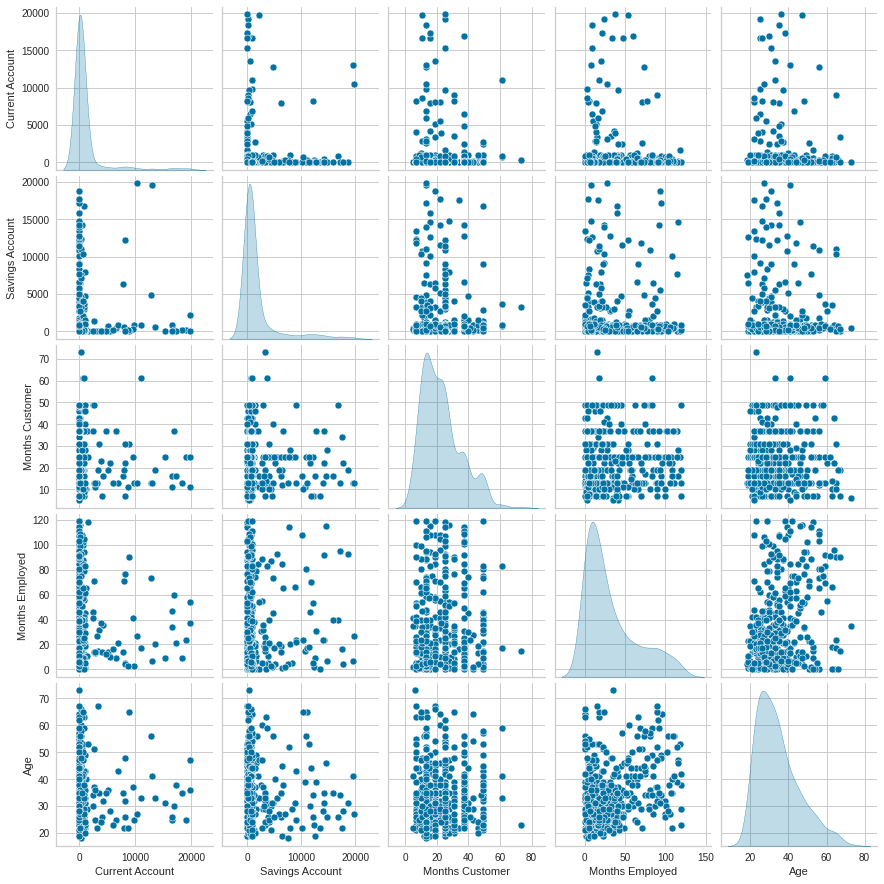 20000
15000
10000
5000
0
Current Account
20000
15000
10000
5000
0
Savings Account
70
60
50
40
30
20
10
Months Customer
120
100
80
60
40
20
0
Months Employed
70
60
50
40
30
20
Age
0 10000 20000
0 10000 20000
0 20 40 60 80
0 50 100 150
20 40 60 80
Current Account
Savings Account
Months Customer
Months Employed
Age